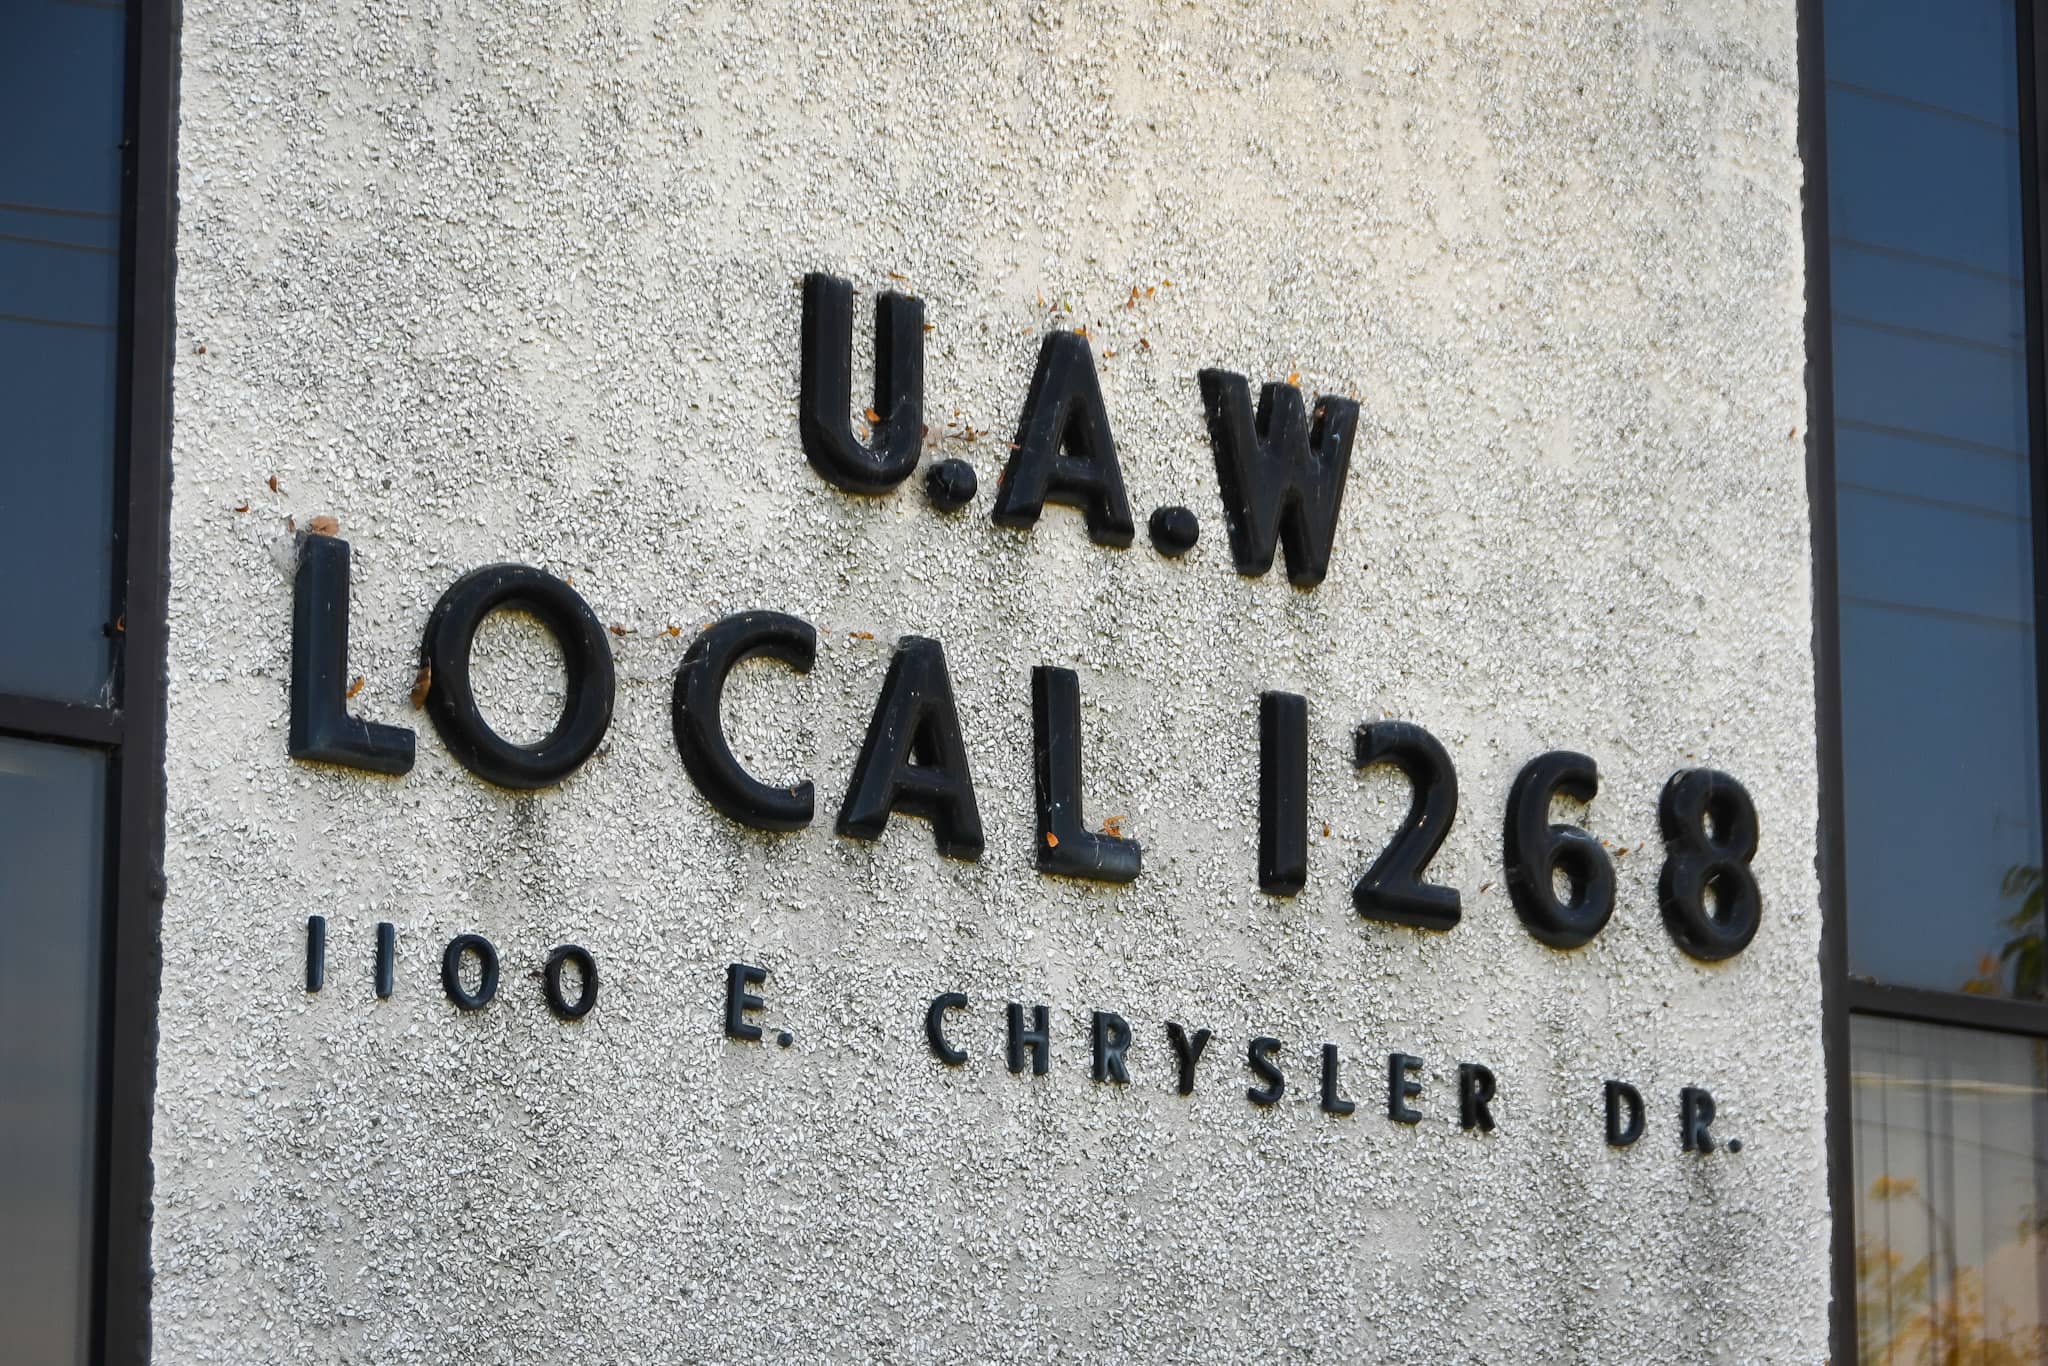 U.A.W
LOCAL 1268
1100 E. CHRYSLER DR.